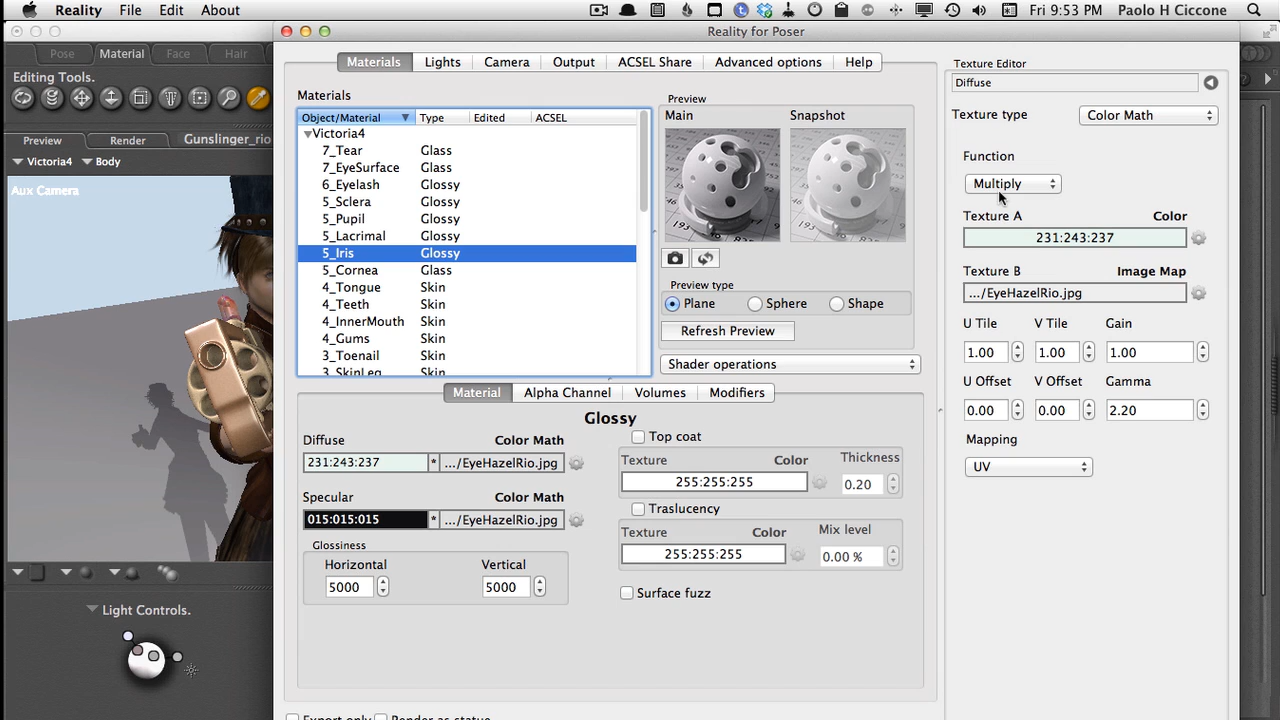 Reality File Edit About Fri 9:53 PM Paolo H Ciccone
Reality for Poser
Pose Material Face Hair
Editing Tools.
Preview Render Gunslinger_rio
Victoria4 Body
Aux Camera
Light Controls.
Materials Lights Camera Output ACSEL Share Advanced options Help
Materials
Object/Material Type Edited ACSEL
Victoria4
7_Tear Glass
7_EyeSurface Glass
6_Eyelash Glossy
5_Sclera Glossy
5_Pupil Glossy
5_Lacrimal Glossy
5_Iris Glossy
5_Cornea Glass
4_Tongue Skin
4_Teeth Skin
4_InnerMouth Skin
4_Gums Skin
3_Toenail Skin
3_SkinLeg Skin
Preview
Main Snapshot
Preview type
Plane Sphere Shape
Refresh Preview
Shader operations
Material Alpha Channel Volumes Modifiers
Glossy
Diffuse Color Math
231:243:237 * .../EyeHazelRio.jpg
Specular Color Math
015:015:015 * .../EyeHazelRio.jpg
Glossiness
Horizontal Vertical
5000 5000
Top coat
Texture Color Thickness
255:255:255 0.20
Traslucency
Texture Color Mix level
255:255:255 0.00 %
Surface fuzz
Export only Render as statue
Texture Editor
Diffuse
Texture type Color Math
Function
Multiply
Texture A Color
231:243:237
Texture B Image Map
.../EyeHazelRio.jpg
U Tile V Tile Gain
1.00 1.00 1.00
U Offset V Offset Gamma
0.00 0.00 2.20
Mapping
UV